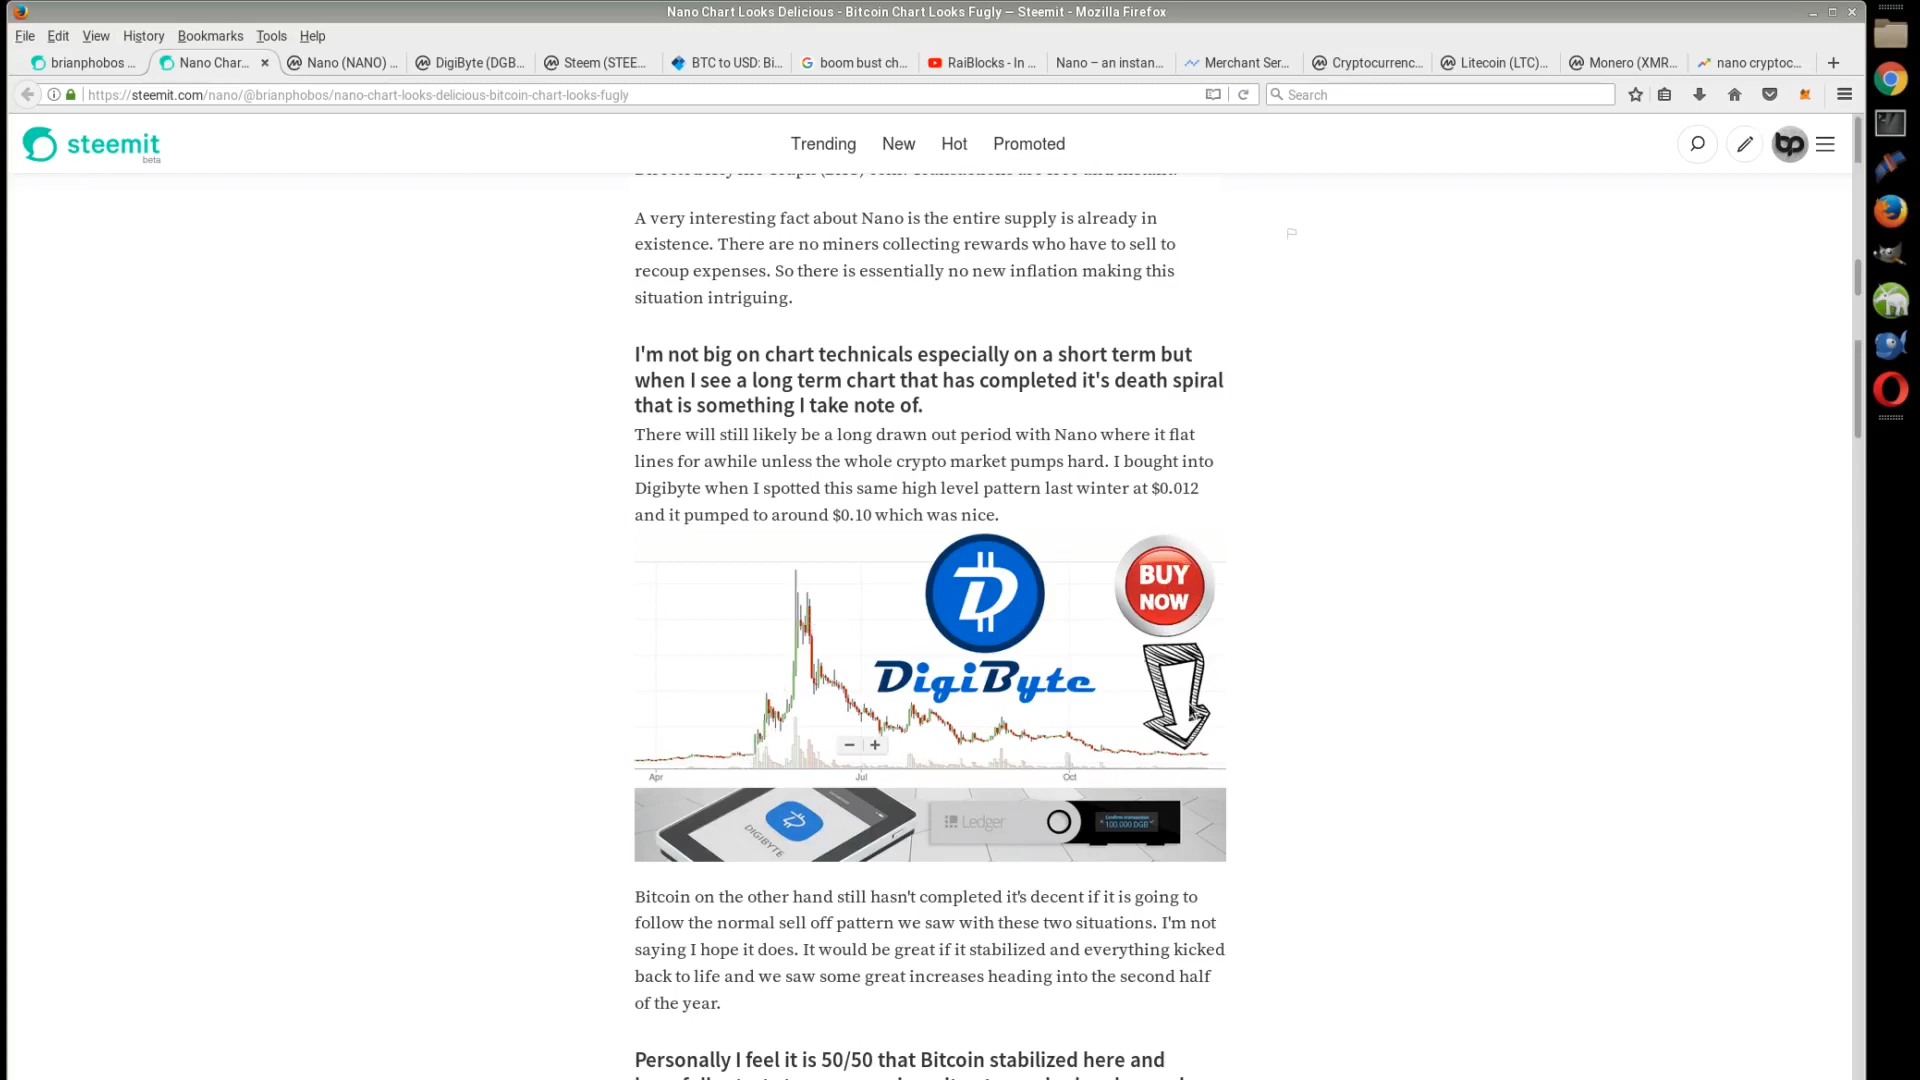 Nano Chart Looks Delicious - Bitcoin Chart Looks Fugly — Steemit - Mozilla Firefox
File Edit View History Bookmarks Tools Help
brianphobos ... Nano Char... Nano (NANO) ... DigiByte (DGB... Steem (STEE... BTC to USD: Bi... boom bust ch... RaiBlocks - In ... Nano – an instan... Merchant Ser... Cryptocurrenc... Litecoin (LTC)... Monero (XMR... nano cryptoc...
https://steemit.com/nano/@brianphobos/nano-chart-looks-delicious-bitcoin-chart-looks-fugly Search
steemit
beta
Trending New Hot Promoted
bp
A very interesting fact about Nano is the entire supply is already in
existence. There are no miners collecting rewards who have to sell to
recoup expenses. So there is essentially no new inflation making this
situation intriguing.
I'm not big on chart technicals especially on a short term but
when I see a long term chart that has completed it's death spiral
that is something I take note of.
There will still likely be a long drawn out period with Nano where it flat
lines for awhile unless the whole crypto market pumps hard. I bought into
Digibyte when I spotted this same high level pattern last winter at $0.012
and it pumped to around $0.10 which was nice.
BUY
NOW
DigiByte
Apr Jul Oct
DIGIBYTE
Ledger
Confirm transaction
100.000 DGB
Bitcoin on the other hand still hasn't completed it's decent if it is going to
follow the normal sell off pattern we saw with these two situations. I'm not
saying I hope it does. It would be great if it stabilized and everything kicked
back to life and we saw some great increases heading into the second half
of the year.
Personally I feel it is 50/50 that Bitcoin stabilized here and